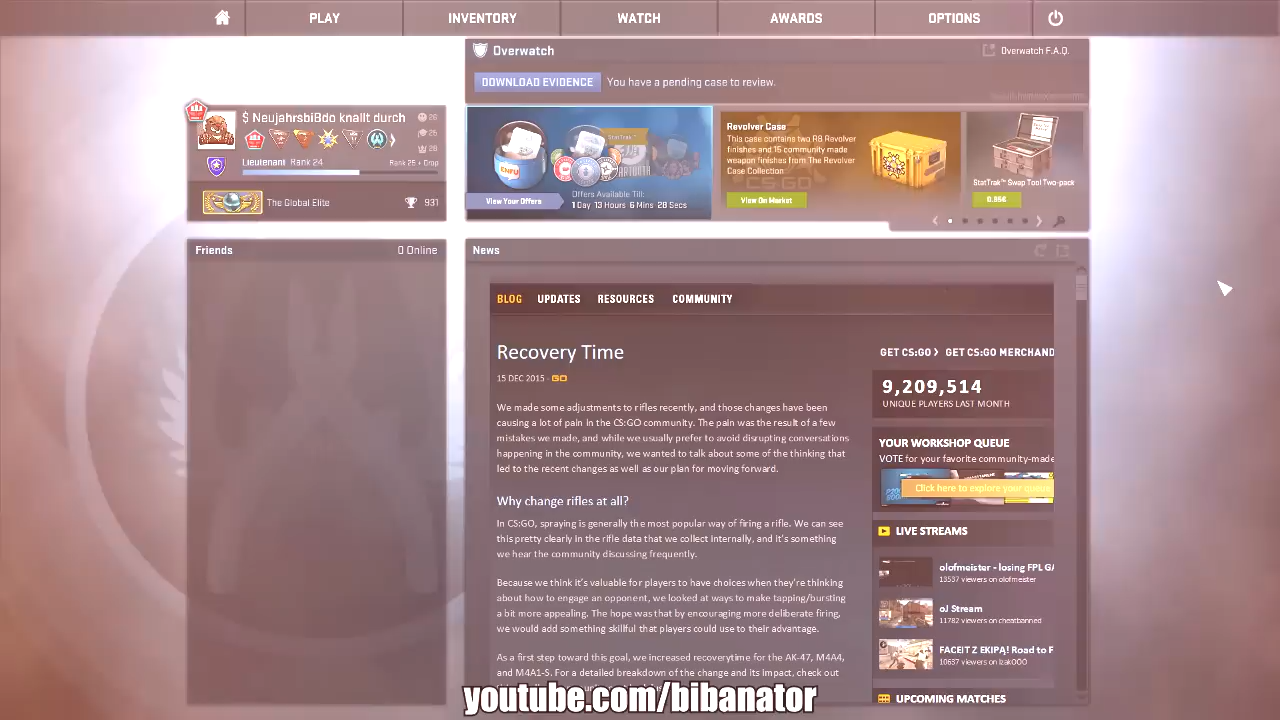 PLAY
INVENTORY
WATCH
AWARDS
OPTIONS
Overwatch
Overwatch F.A.Q.
DOWNLOAD EVIDENCE
You have a pending case to review.
$ NeujahrsbiBdo knallt durch
Lieutenant Rank 24
Rank 25 + Drop
The Global Elite
931
StatTrak™
Offers Available Till:
1 Day 13 Hours 6 Mins 28 Secs
View Your Offers
Revolver Case
This case contains two R8 Revolver
finishes and 15 community made
weapon finishes from The Revolver
Case Collection
CS GO
View On Market
StatTrak™ Swap Tool Two-pack
Friends
0 Online
News
BLOG
UPDATES
RESOURCES
COMMUNITY
Recovery Time
15 DEC 2015 - GO
We made some adjustments to rifles recently, and those changes have been
causing a lot of pain in the CS:GO community. The pain was the result of a few
mistakes we made, and while we usually prefer to avoid disrupting conversations
happening in the community, we wanted to talk about some of the thinking that
led to the recent changes as well as our plan for moving forward.
Why change rifles at all?
In CS:GO, spraying is generally the most popular way of firing a rifle. We can see
this pretty clearly in the rifle data that we collect internally, and it's something
we hear the community discussing frequently.
Because we think it's valuable for players to have choices when they're thinking
about how to engage an opponent, we looked at ways to make tapping/bursting
a bit more appealing. The hope was that by encouraging more deliberate firing,
we would add something skillful that players could use to their advantage.
As a first step toward this goal, we increased recoverytime for the AK-47, M4A4,
and M4A1-S. For a detailed breakdown of the change and its impact, check out
GET CS:GO
GET CS:GO MERCHAND
9,209,514
UNIQUE PLAYERS LAST MONTH
YOUR WORKSHOP QUEUE
VOTE for your favorite community-made
Click here to explore your queue
LIVE STREAMS
olofmeister - losing FPL GA
13537 viewers on olofmeister
oJ Stream
11782 viewers on cheatbanned
FACEIT Z EKIPĄ! Road to F
10637 viewers on IzakOOO
UPCOMING MATCHES
youtube.com/bibanator